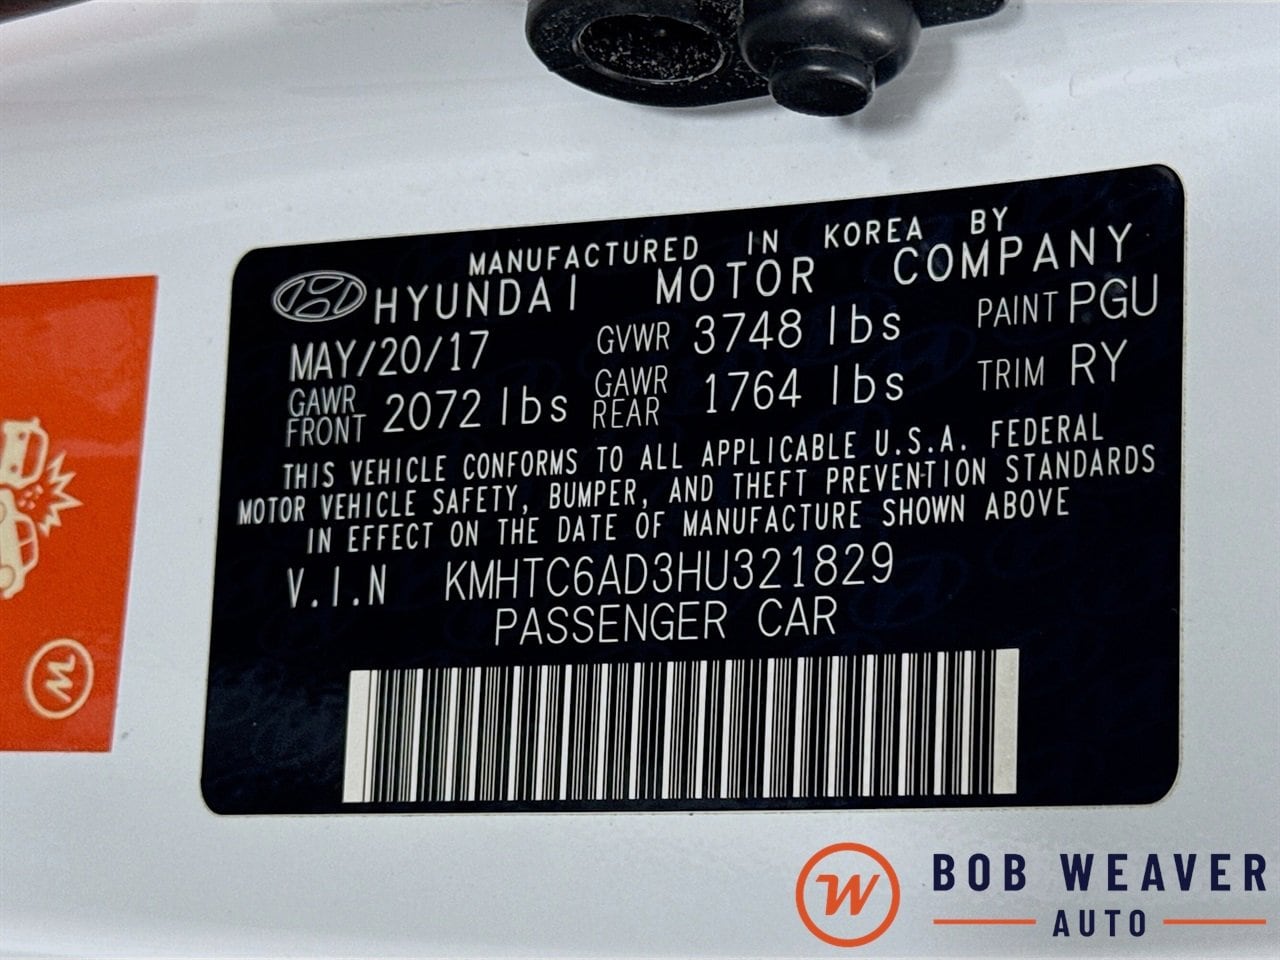 MANUFACTURED IN KOREA BY
HYUNDAI MOTOR COMPANY
MAY/20/17 GVWR 3748 lbs PAINT PGU
GAWR FRONT 2072 lbs GAWR REAR 1764 lbs TRIM RY
THIS VEHICLE CONFORMS TO ALL APPLICABLE U.S.A. FEDERAL
MOTOR VEHICLE SAFETY, BUMPER, AND THEFT PREVENTION STANDARDS
IN EFFECT ON THE DATE OF MANUFACTURE SHOWN ABOVE
V.I.N KMHTC6AD3HU321829
PASSENGER CAR
BOB WEAVER
AUTO